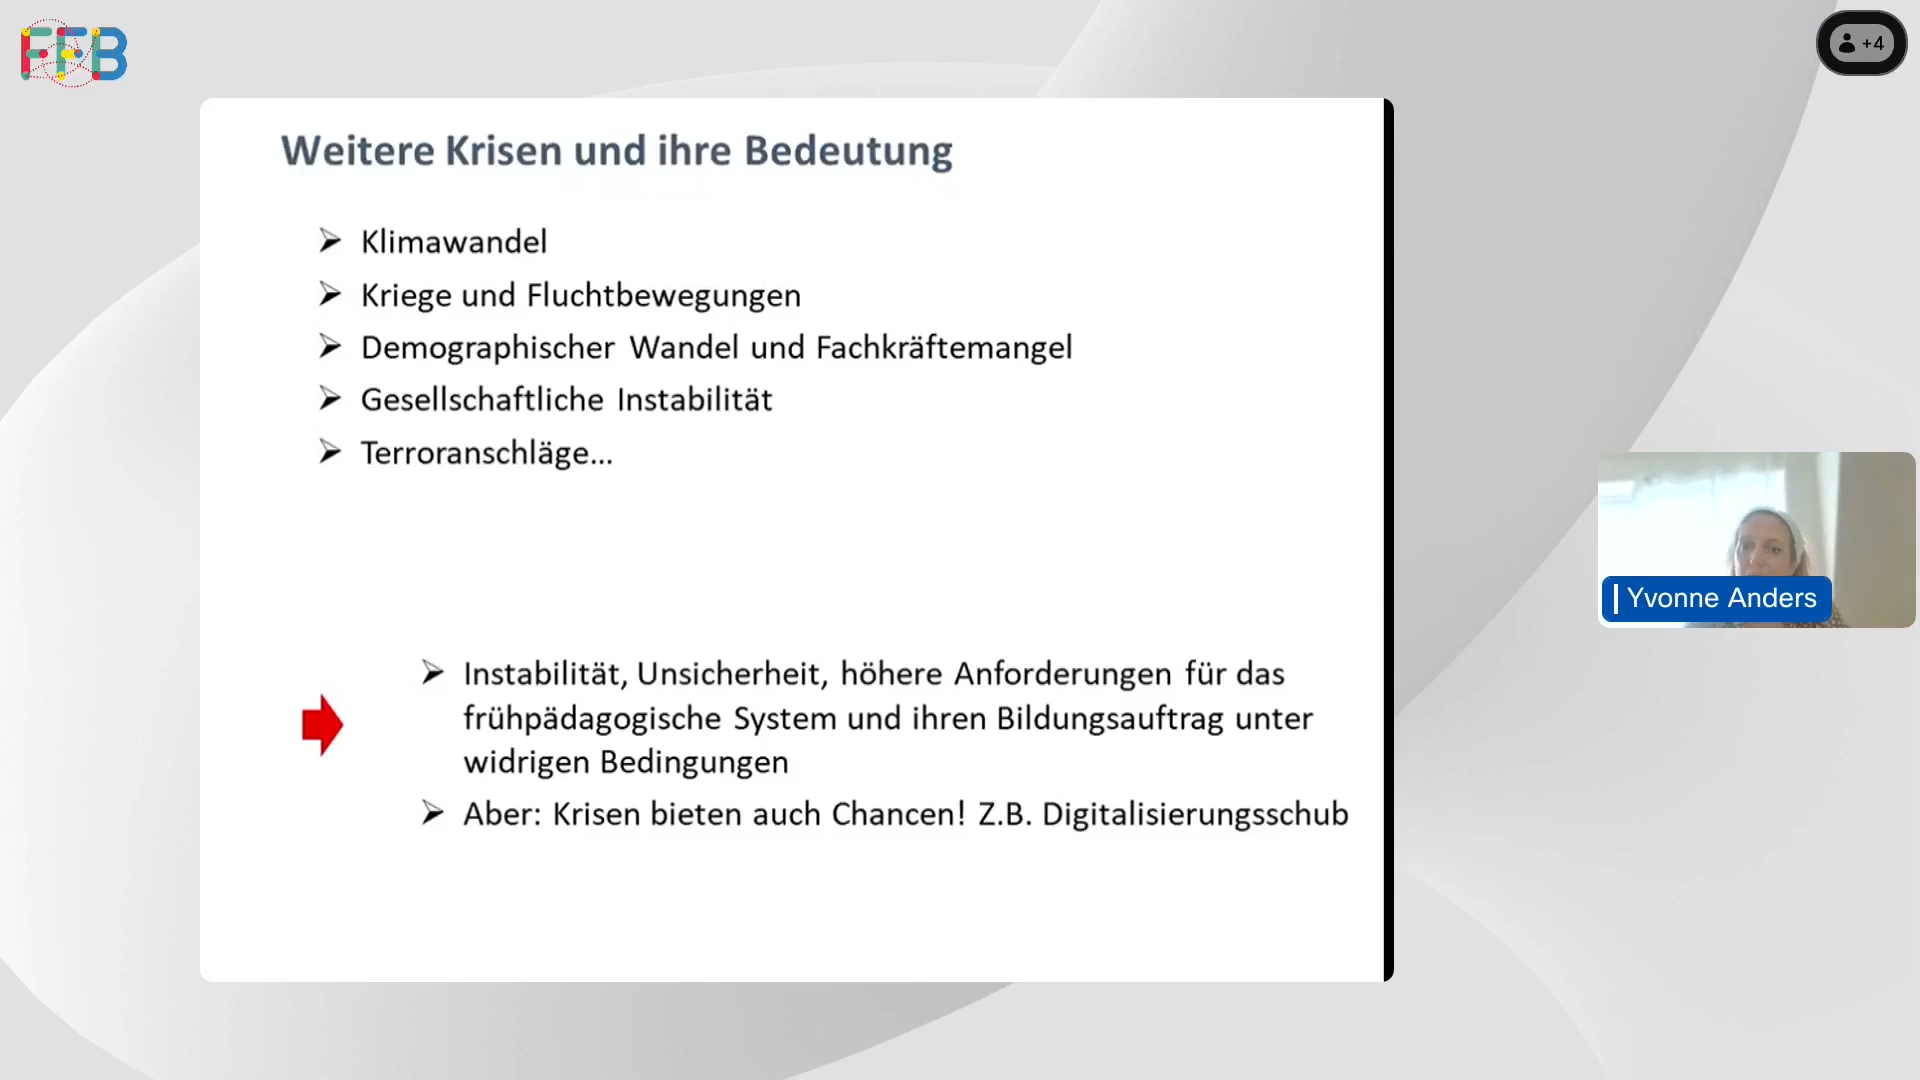 FFB
+4
Weitere Krisen und ihre Bedeutung
Klimawandel
Kriege und Fluchtbewegungen
Demographischer Wandel und Fachkräftemangel
Gesellschaftliche Instabilität
Terroranschläge...
Instabilität, Unsicherheit, höhere Anforderungen für das
frühpädagogische System und ihren Bildungsauftrag unter
widrigen Bedingungen
Aber: Krisen bieten auch Chancen! Z.B. Digitalisierungsschub
Yvonne Anders